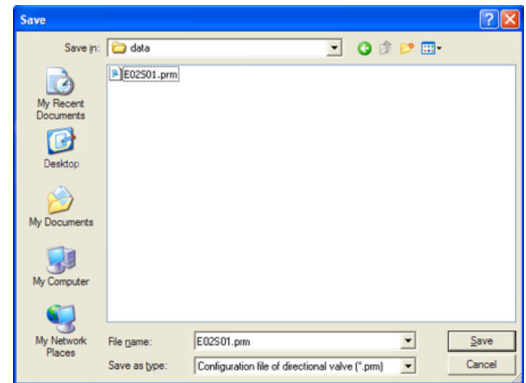 Save
Save in:
data
E02S01.prm
My Recent
Documents
Desktop
My Documents
My Computer
My Network
Places
File name:
E02S01.prm
Save
Save as type:
Configuration file of directional valve (*.prm)
Cancel